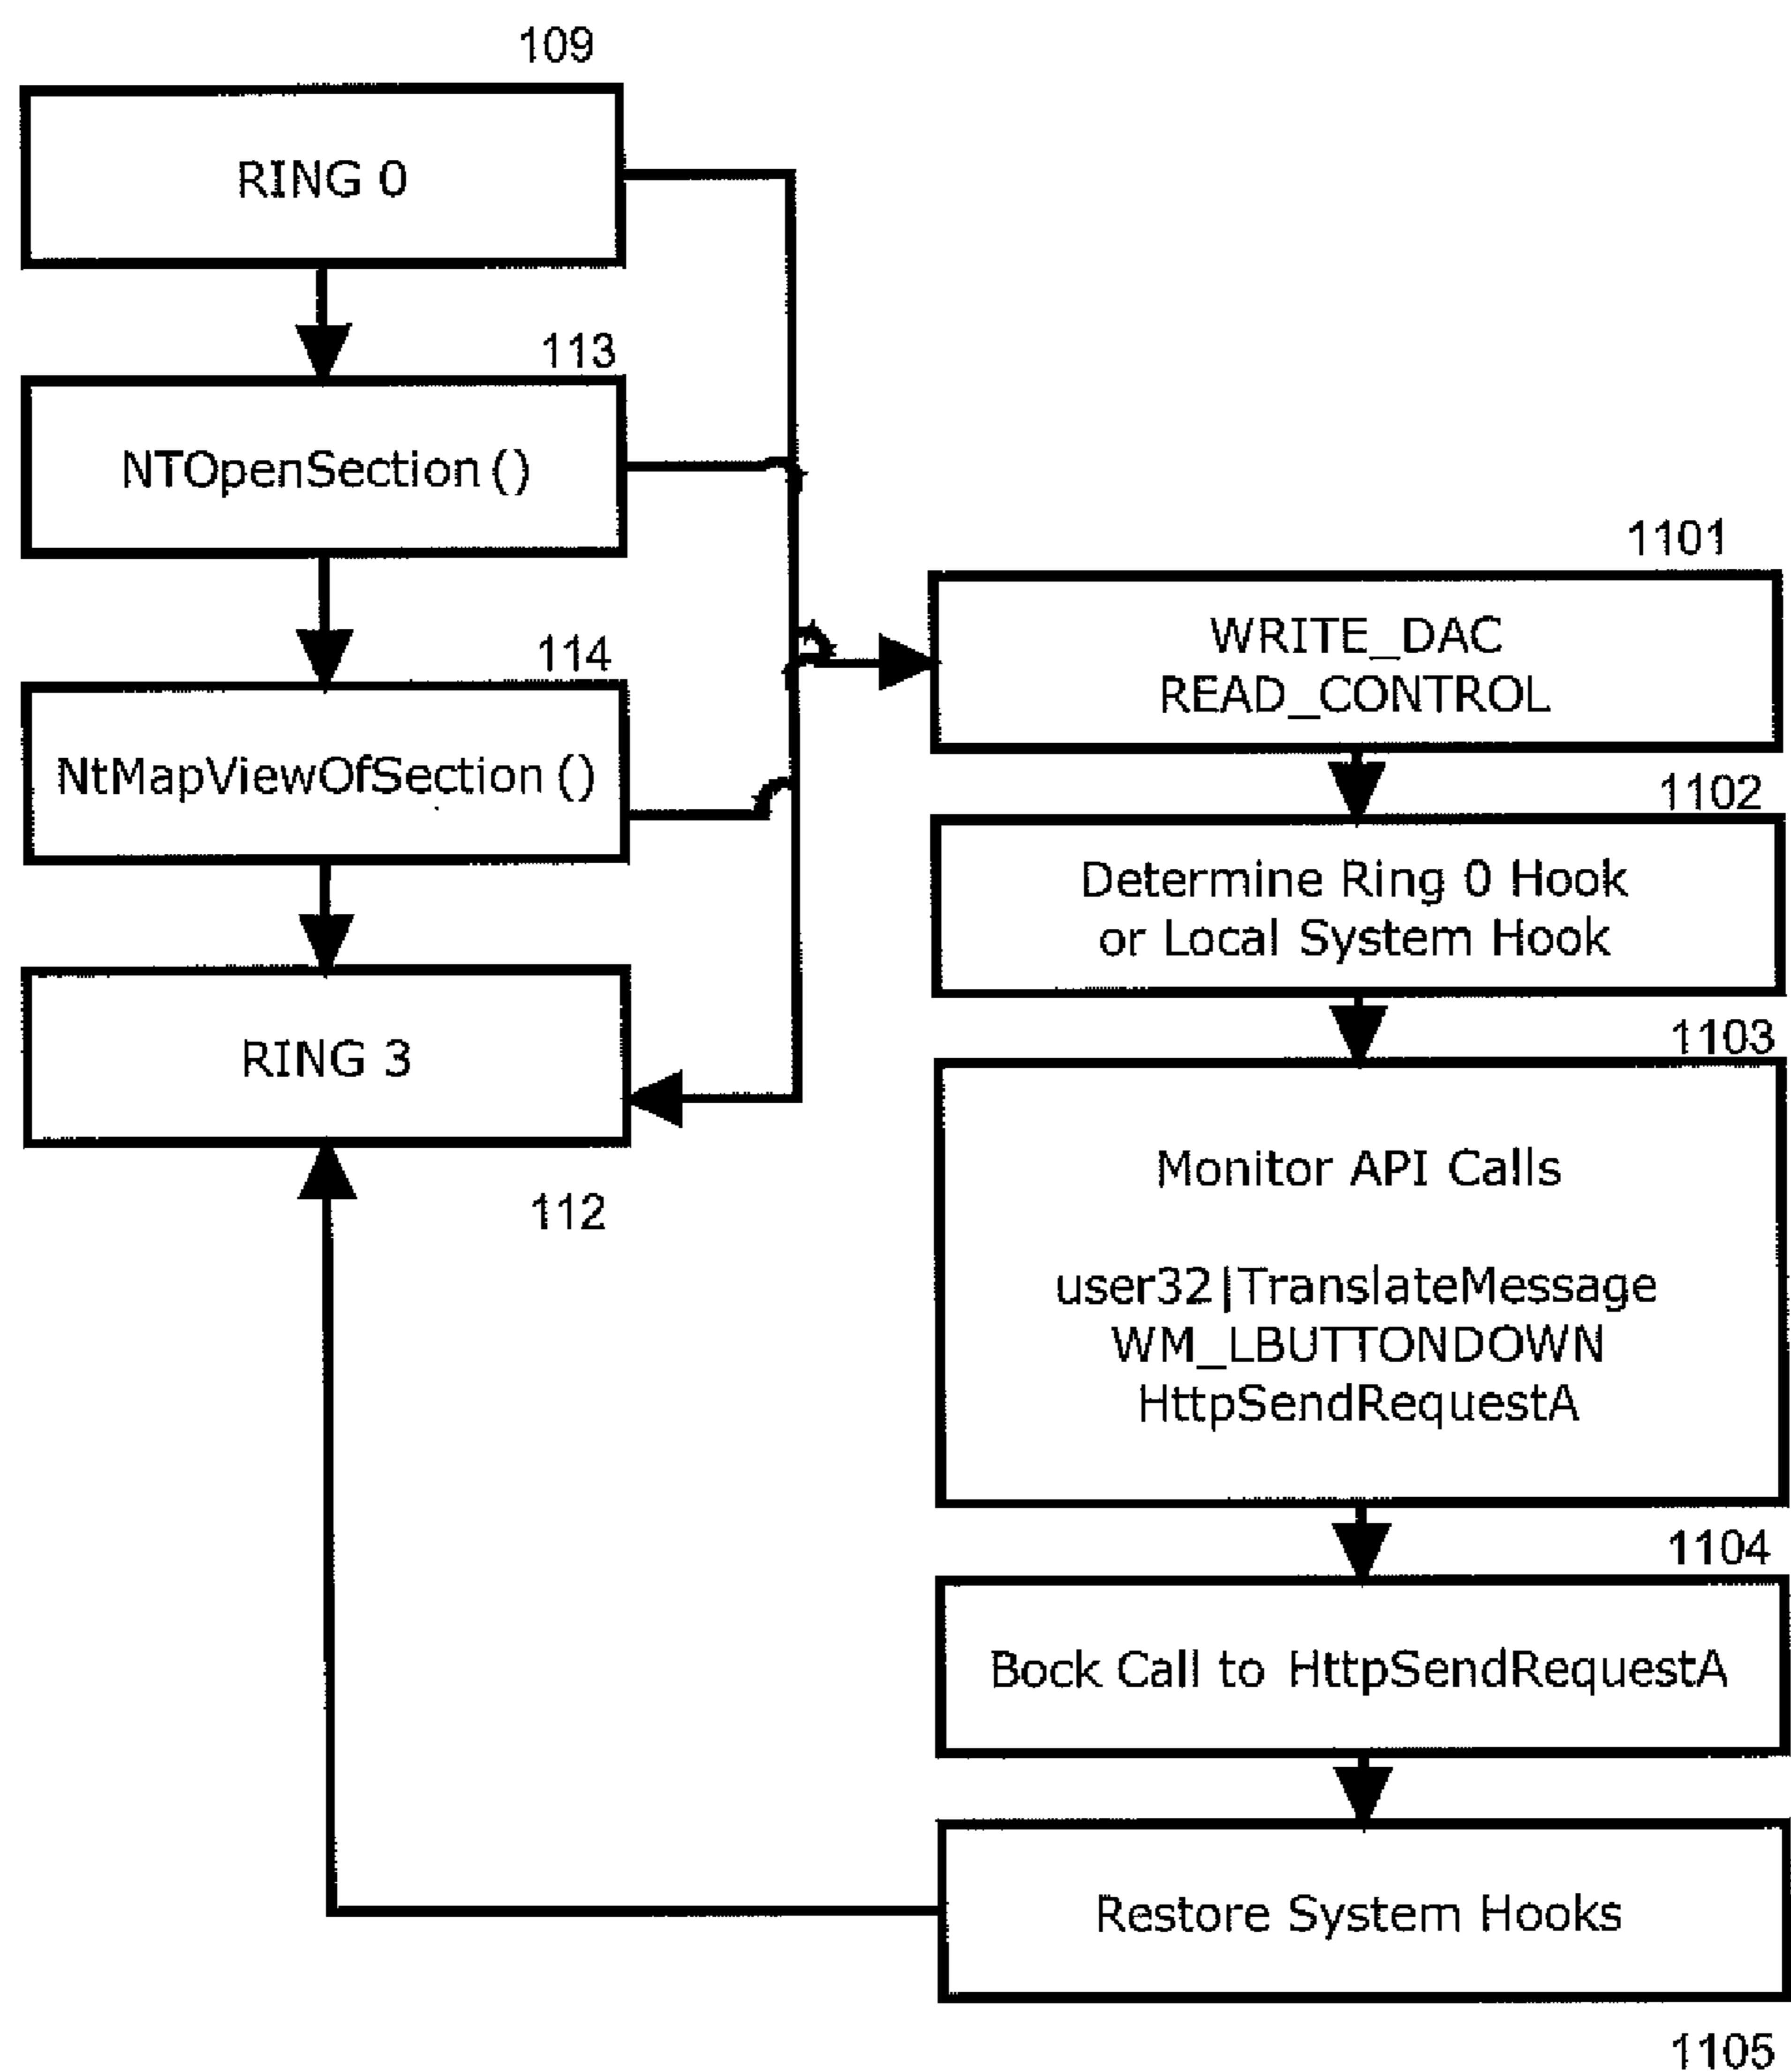 109
RING 0
113
NTOpenSection ()
114
NtMapViewOfSection ()
RING 3
112
1101
WRITE_DAC
READ_CONTROL
1102
Determine Ring 0 Hook
or Local System Hook
1103
Monitor API Calls
user32|TranslateMessage
WM_LBUTTONDOWN
HttpSendRequestA
1104
Bock Call to HttpSendRequestA
Restore System Hooks
1105